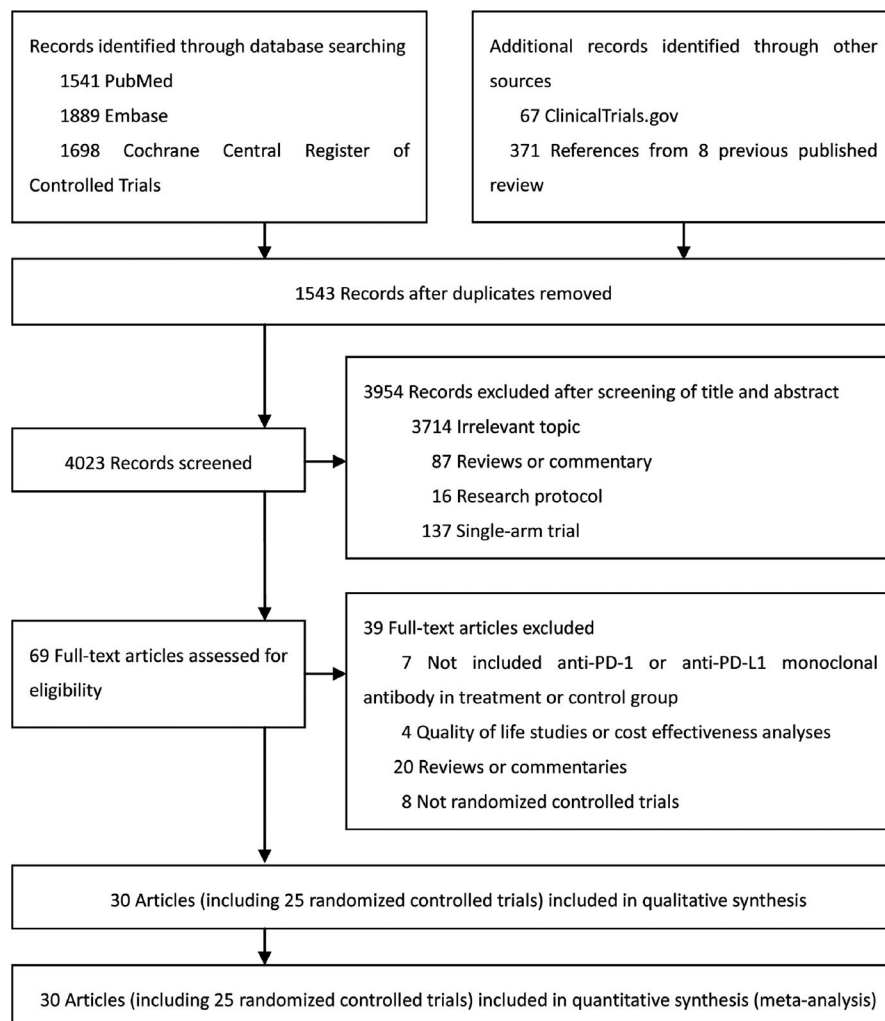 Records identified through database searching
1541 PubMed
1889 Embase
1698 Cochrane Central Register of
Controlled Trials
Additional records identified through other
sources
67 ClinicalTrials.gov
371 References from 8 previous published
review
1543 Records after duplicates removed
4023 Records screened
3954 Records excluded after screening of title and abstract
3714 Irrelevant topic
87 Reviews or commentary
16 Research protocol
137 Single-arm trial
69 Full-text articles assessed for
eligibility
39 Full-text articles excluded
7 Not included anti-PD-1 or anti-PD-L1 monoclonal
antibody in treatment or control group
4 Quality of life studies or cost effectiveness analyses
20 Reviews or commentaries
8 Not randomized controlled trials
30 Articles (including 25 randomized controlled trials) included in qualitative synthesis
30 Articles (including 25 randomized controlled trials) included in quantitative synthesis (meta-analysis)